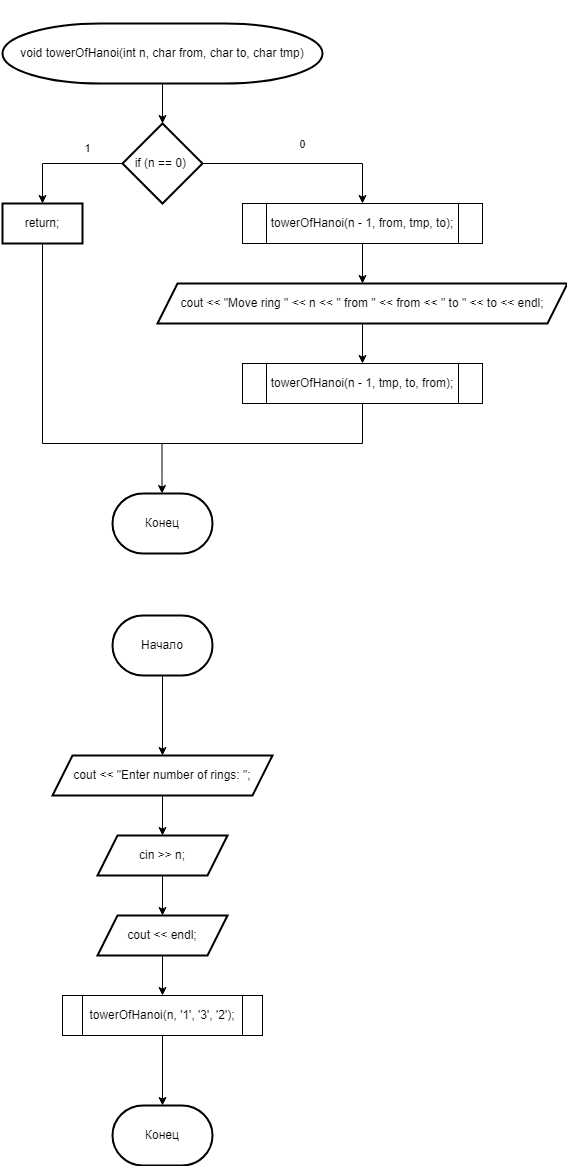 void towerOfHanoi(int n, char from, char to, char tmp)
1
0
if (n == 0)
return;
towerOfHanoi(n - 1, from, tmp, to);
cout << "Move ring " << n << " from " << from << " to " << to << endl;
towerOfHanoi(n - 1, tmp, to, from);
Конец
Начало
cout << "Enter number of rings: ";
cin >> n;
cout << endl;
towerOfHanoi(n, '1', '3', '2');
Конец